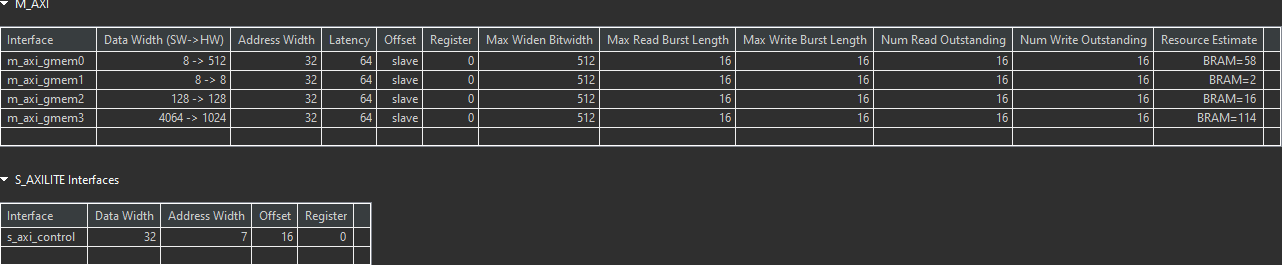 M_AXI
Interface Data Width (SW->HW) Address Width Latency Offset Register Max Widen Bitwidth Max Read Burst Length Max Write Burst Length Num Read Outstanding Num Write Outstanding Resource Estimate
m_axi_gmem0 8 -> 512 32 64 slave 0 512 16 16 16 16 BRAM=58
m_axi_gmem1 8 -> 8 32 64 slave 0 512 16 16 16 16 BRAM=2
m_axi_gmem2 128 -> 128 32 64 slave 0 512 16 16 16 16 BRAM=16
m_axi_gmem3 4064 -> 1024 32 64 slave 0 512 16 16 16 16 BRAM=114
S_AXILITE Interfaces
Interface Data Width Address Width Offset Register
s_axi_control 32 7 16 0